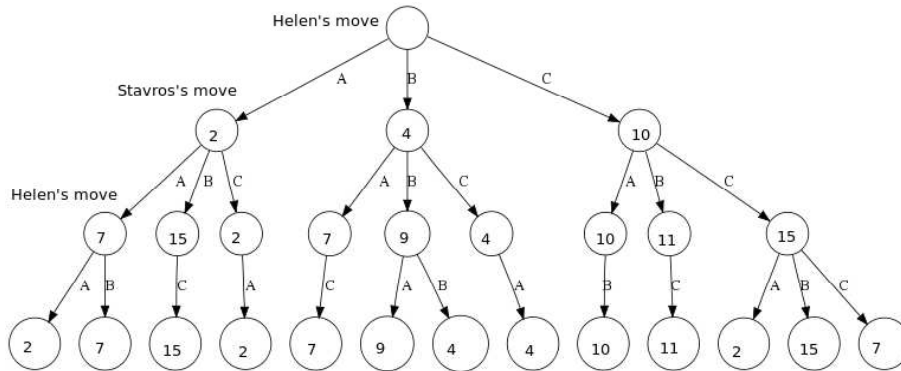 Helen's move
A B C
Stavros's move
2 4 10
A B C A B C A B C
Helen's move
7 15 2 7 9 4 10 11 15
A B C A C A B A B C A B C
2 7 15 2 7 9 4 4 10 11 2 15 7